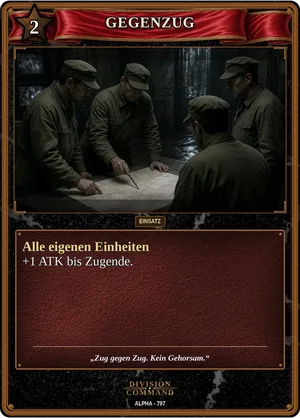 2
GEGENZUG
EINSATZ
Alle eigenen Einheiten
+1 ATK bis Zugende.
„Zug gegen Zug. Kein Gehorsam.“
DIVISION
COMMAND
ALPHA - 797